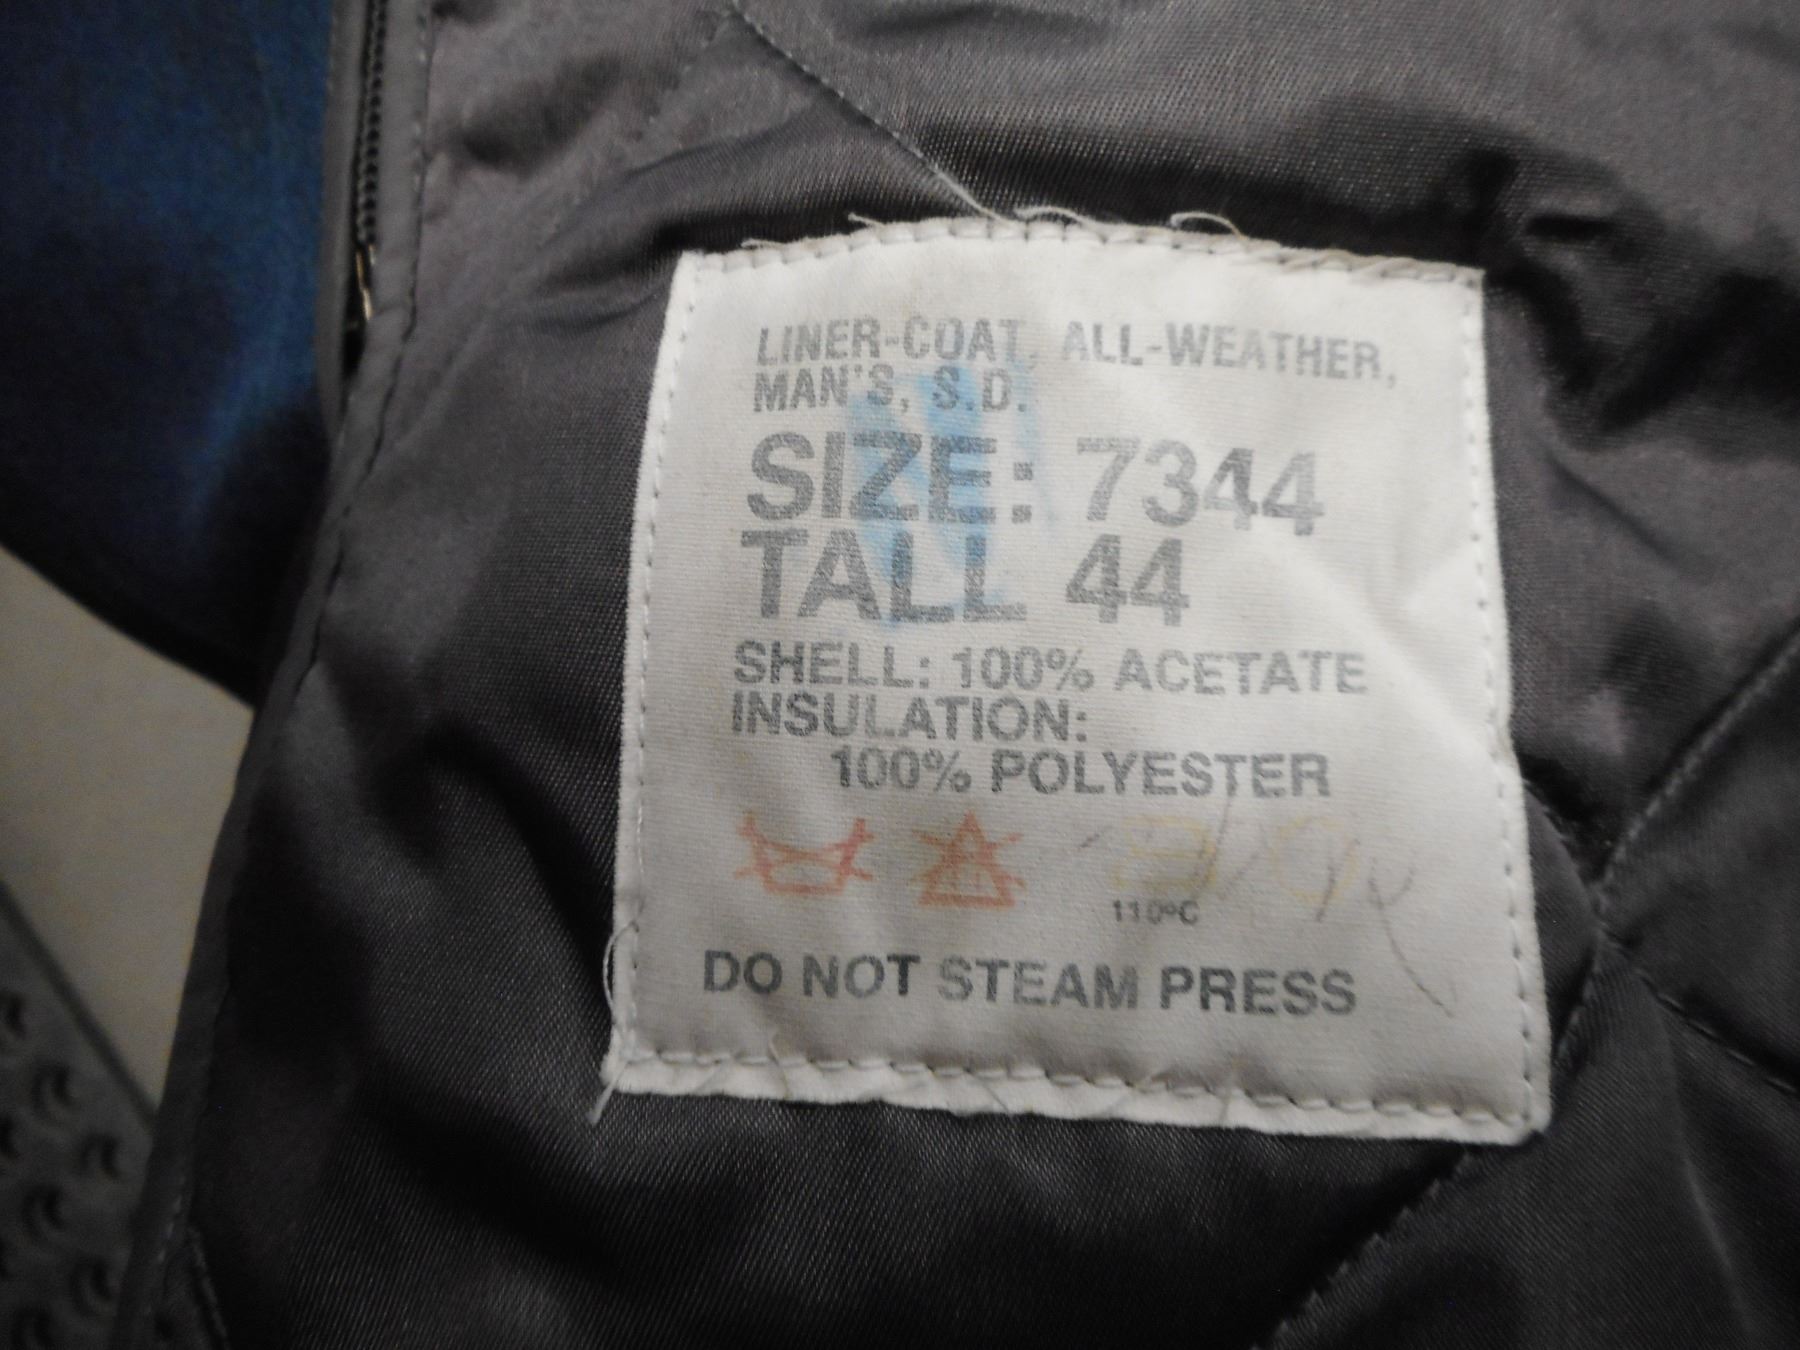 LINER-COAT, ALL-WEATHER,
MAN'S, S.D.
SIZE: 7344
TALL 44
SHELL: 100% ACETATE
INSULATION:
100% POLYESTER
110°C
DO NOT STEAM PRESS